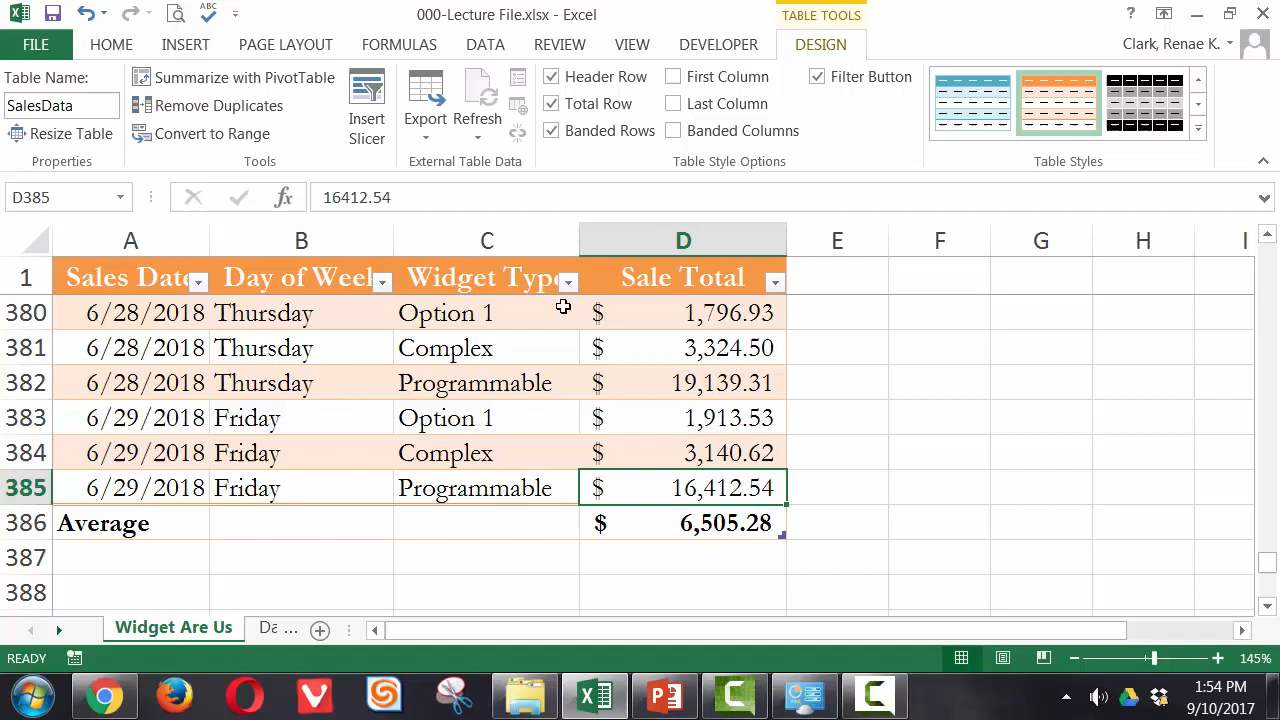 000-Lecture File.xlsx - Excel
TABLE TOOLS
?
FILE HOME INSERT PAGE LAYOUT FORMULAS DATA REVIEW VIEW DEVELOPER DESIGN Clark, Renae K.
Table Name:
SalesData
Resize Table
Properties
Summarize with PivotTable
Remove Duplicates
Convert to Range
Tools
Insert
Slicer
Export Refresh
External Table Data
Header Row First Column Filter Button
Total Row Last Column
Banded Rows Banded Columns
Table Style Options
Table Styles
D385 fx 16412.54
A B C D E F G H I
1 Sales Date Day of Week Widget Type Sale Total
380 6/28/2018 Thursday Option 1 $ 1,796.93
381 6/28/2018 Thursday Complex $ 3,324.50
382 6/28/2018 Thursday Programmable $ 19,139.31
383 6/29/2018 Friday Option 1 $ 1,913.53
384 6/29/2018 Friday Complex $ 3,140.62
385 6/29/2018 Friday Programmable $ 16,412.54
386 Average $ 6,505.28
387
388
Widget Are Us Da ...
READY 145%
1:54 PM
9/10/2017